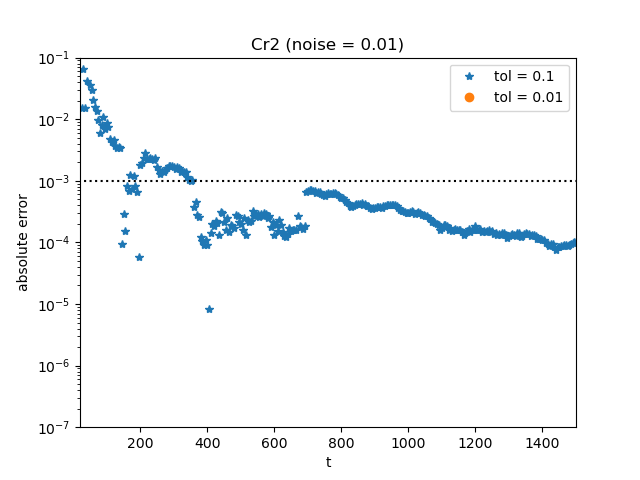 Cr2 (noise = 0.01)
tol = 0.1
tol = 0.01
absolute error
10⁻¹
10⁻²
10⁻³
10⁻⁴
10⁻⁵
10⁻⁶
10⁻⁷
200 400 600 800 1000 1200 1400
t